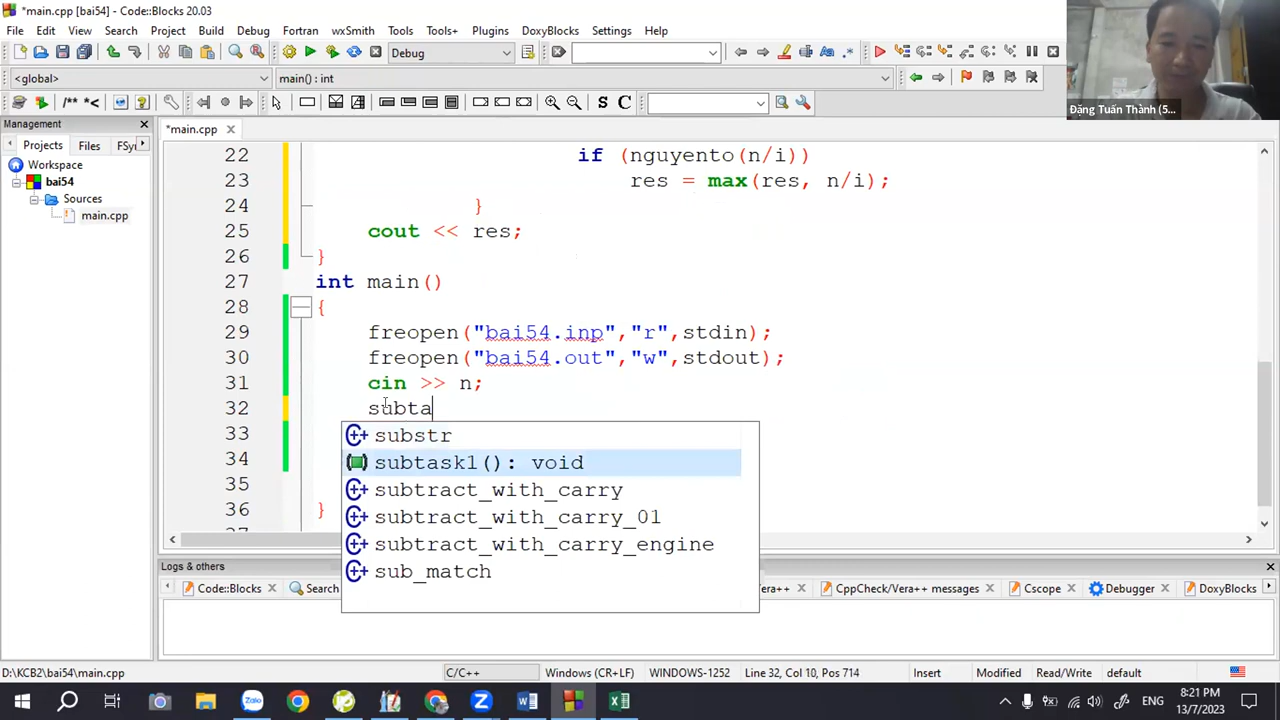 *main.cpp [bai54] - Code::Blocks 20.03
File Edit View Search Project Build Debug Fortran wxSmith Tools Tools+ Plugins DoxyBlocks Settings Help
Debug
<global> main() : int
/** *< S C
Management
Projects Files FSy
Workspace
bai54
Sources
main.cpp
*main.cpp
22 if (nguyento(n/i))
23 res = max(res, n/i);
24 }
25 cout << res;
26 }
27 int main()
28 {
29 freopen("bai54.inp","r",stdin);
30 freopen("bai54.out","w",stdout);
31 cin >> n;
32 subta
33
34
35
36 }
substr
subtask1(): void
subtract_with_carry
subtract_with_carry_01
subtract_with_carry_engine
sub_match
Đặng Tuấn Thành (5...
Logs & others
Code::Blocks Search CppCheck/Vera++ messages Cscope Debugger DoxyBlocks
D:\KCB2\bai54\main.cpp C/C++ Windows (CR+LF) WINDOWS-1252 Line 32, Col 10, Pos 714 Insert Modified Read/Write default
Zalo ENG 8:21 PM
13/7/2023